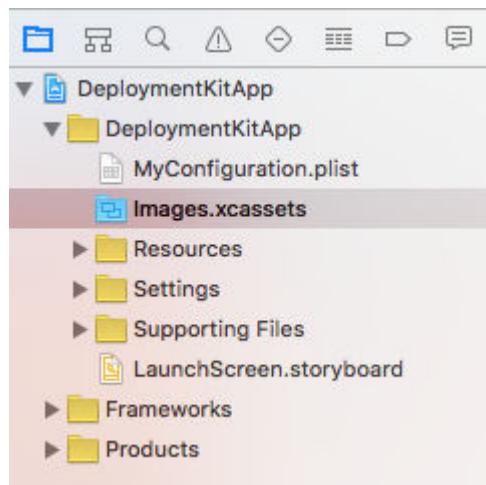 DeploymentKitApp
DeploymentKitApp
MyConfiguration.plist
Images.xcassets
Resources
Settings
Supporting Files
LaunchScreen.storyboard
Frameworks
Products